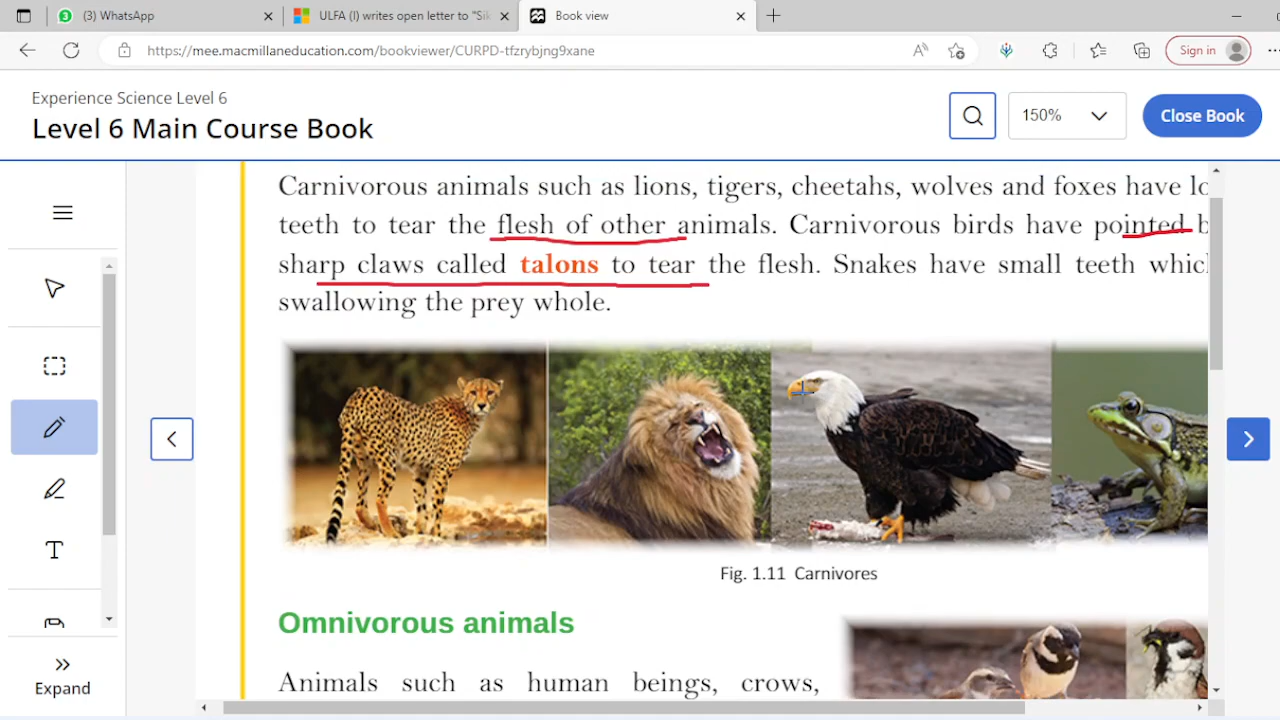 (3) WhatsApp
ULFA (I) writes open letter to "Sik
Book view
https://mee.macmillaneducation.com/bookviewer/CURPD-tfzrybjng9xane
Sign in
Experience Science Level 6
Level 6 Main Course Book
150%
Close Book
Carnivorous animals such as lions, tigers, cheetahs, wolves and foxes have lo
teeth to tear the flesh of other animals. Carnivorous birds have pointed b
sharp claws called talons to tear the flesh. Snakes have small teeth whic
swallowing the prey whole.
Fig. 1.11 Carnivores
Omnivorous animals
Animals such as human beings, crows,
Expand